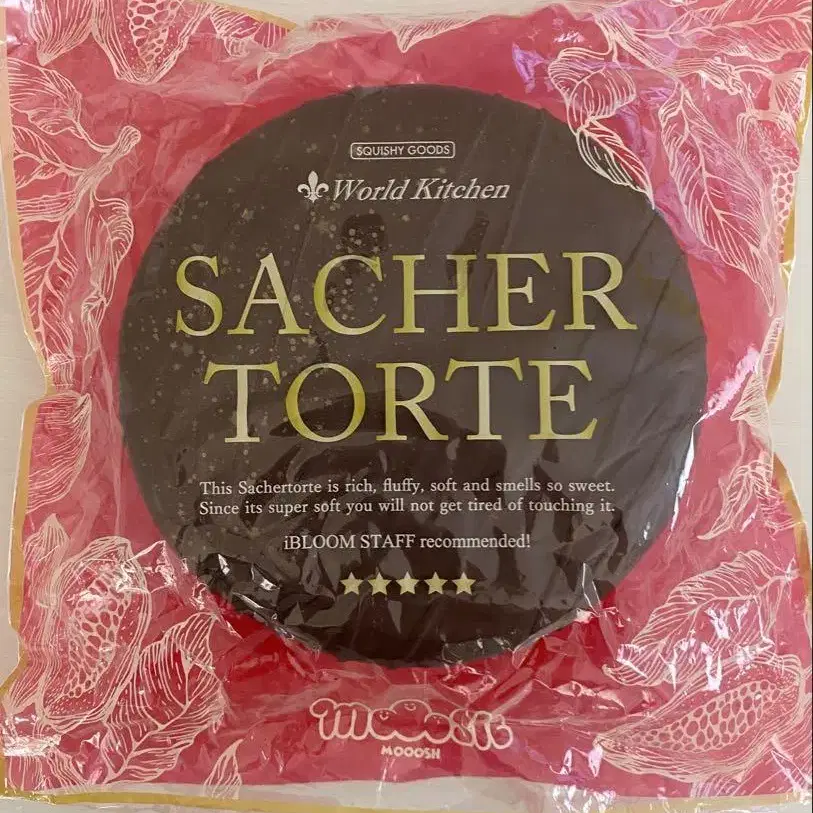 SQUISHY GOODS
World Kitchen
SACHER
TORTE
This Sachertorte is rich, fluffy, soft and smells so sweet.
Since its super soft you will not get tired of touching it.
iBLOOM STAFF recommended!
mooosh
MOOOSH